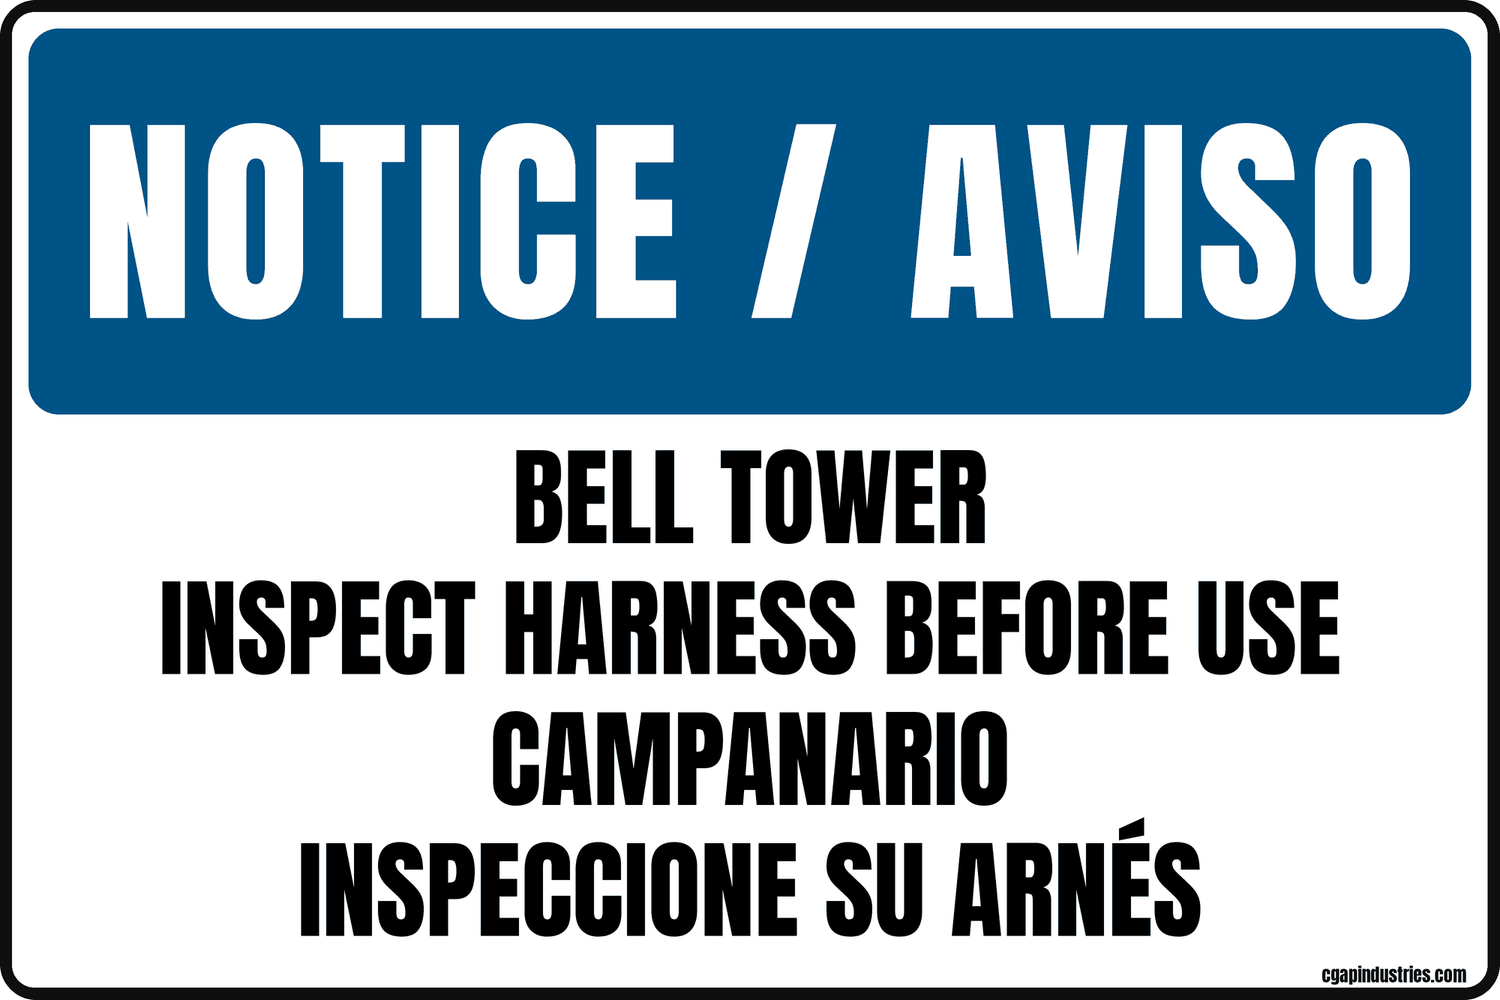 NOTICE / AVISO
BELL TOWER
INSPECT HARNESS BEFORE USE
CAMPANARIO
INSPECCIONE SU ARNÉS
cgapindustries.com